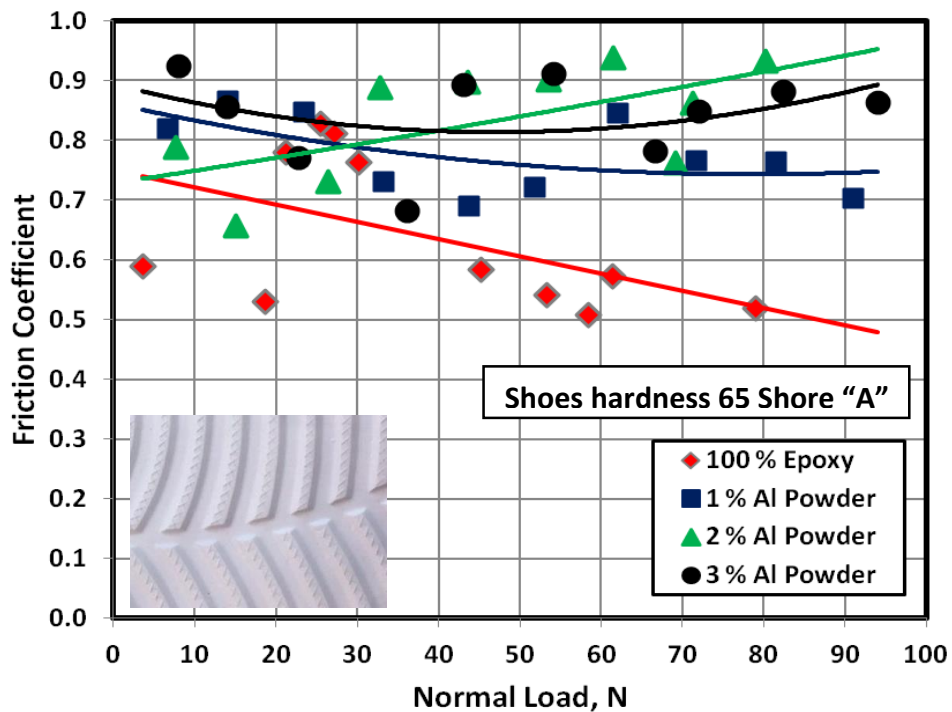 1.0
0.9
0.8
0.7
0.6
0.5
0.4
0.3
0.2
0.1
0.0
Friction Coefficient
Shoes hardness 65 Shore “A”
100 % Epoxy
1 % Al Powder
2 % Al Powder
3 % Al Powder
0 10 20 30 40 50 60 70 80 90 100
Normal Load, N